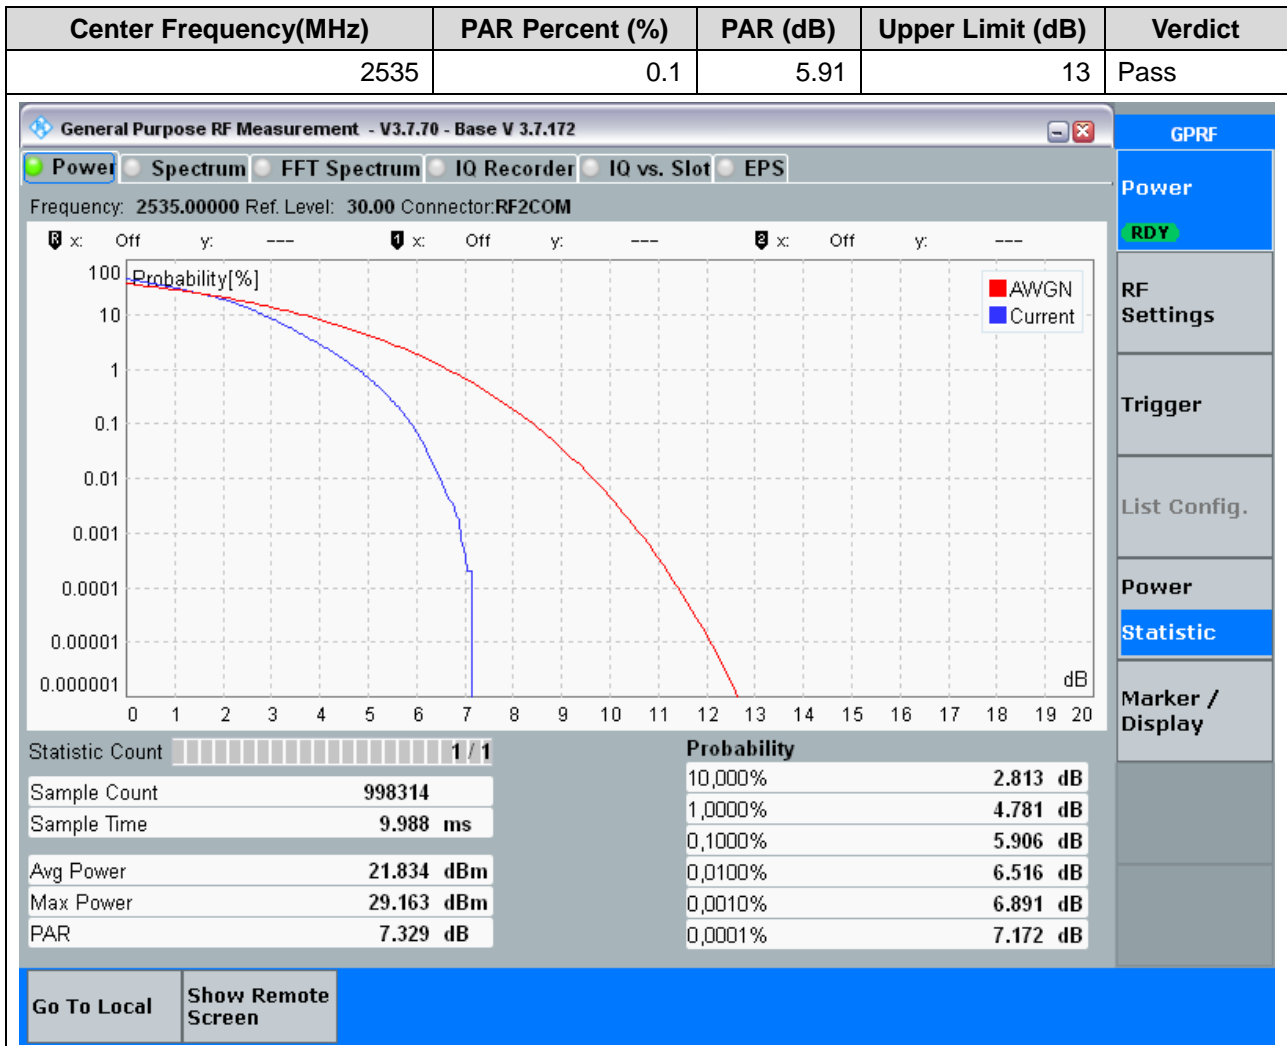 Center Frequency(MHz) PAR Percent (%) PAR (dB) Upper Limit (dB) Verdict
2535 0.1 5.91 13 Pass
General Purpose RF Measurement - V3.7.70 - Base V 3.7.172
GPRF
Power Spectrum FFT Spectrum IQ Recorder IQ vs. Slot EPS
Frequency: 2535.00000 Ref. Level: 30.00 Connector:RF2COM
R x: Off y: --- 1 x: Off y: --- 2 x: Off y: ---
Probability[%]
AWGN
Current
100
10
1
0.1
0.01
0.001
0.0001
0.00001
0.000001
dB
0 1 2 3 4 5 6 7 8 9 10 11 12 13 14 15 16 17 18 19 20
Statistic Count 1 / 1
Sample Count 998314
Sample Time 9.988 ms
Avg Power 21.834 dBm
Max Power 29.163 dBm
PAR 7.329 dB
Probability
10,000% 2.813 dB
1,0000% 4.781 dB
0,1000% 5.906 dB
0,0100% 6.516 dB
0,0010% 6.891 dB
0,0001% 7.172 dB
Power
RDY
RF
Settings
Trigger
List Config.
Power
Statistic
Marker /
Display
Go To Local
Show Remote
Screen